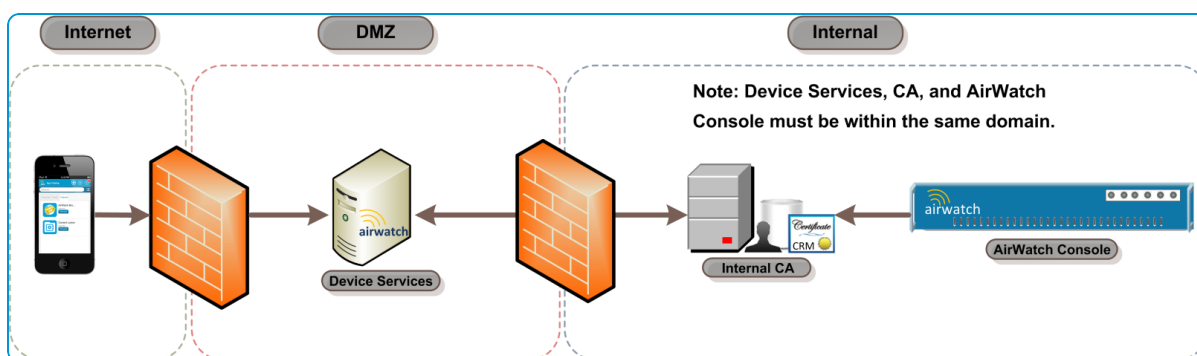 Internet
DMZ
Internal
Note: Device Services, CA, and AirWatch
Console must be within the same domain.
airwatch
Device Services
Certificate
CRM
Internal CA
airwatch
AirWatch Console